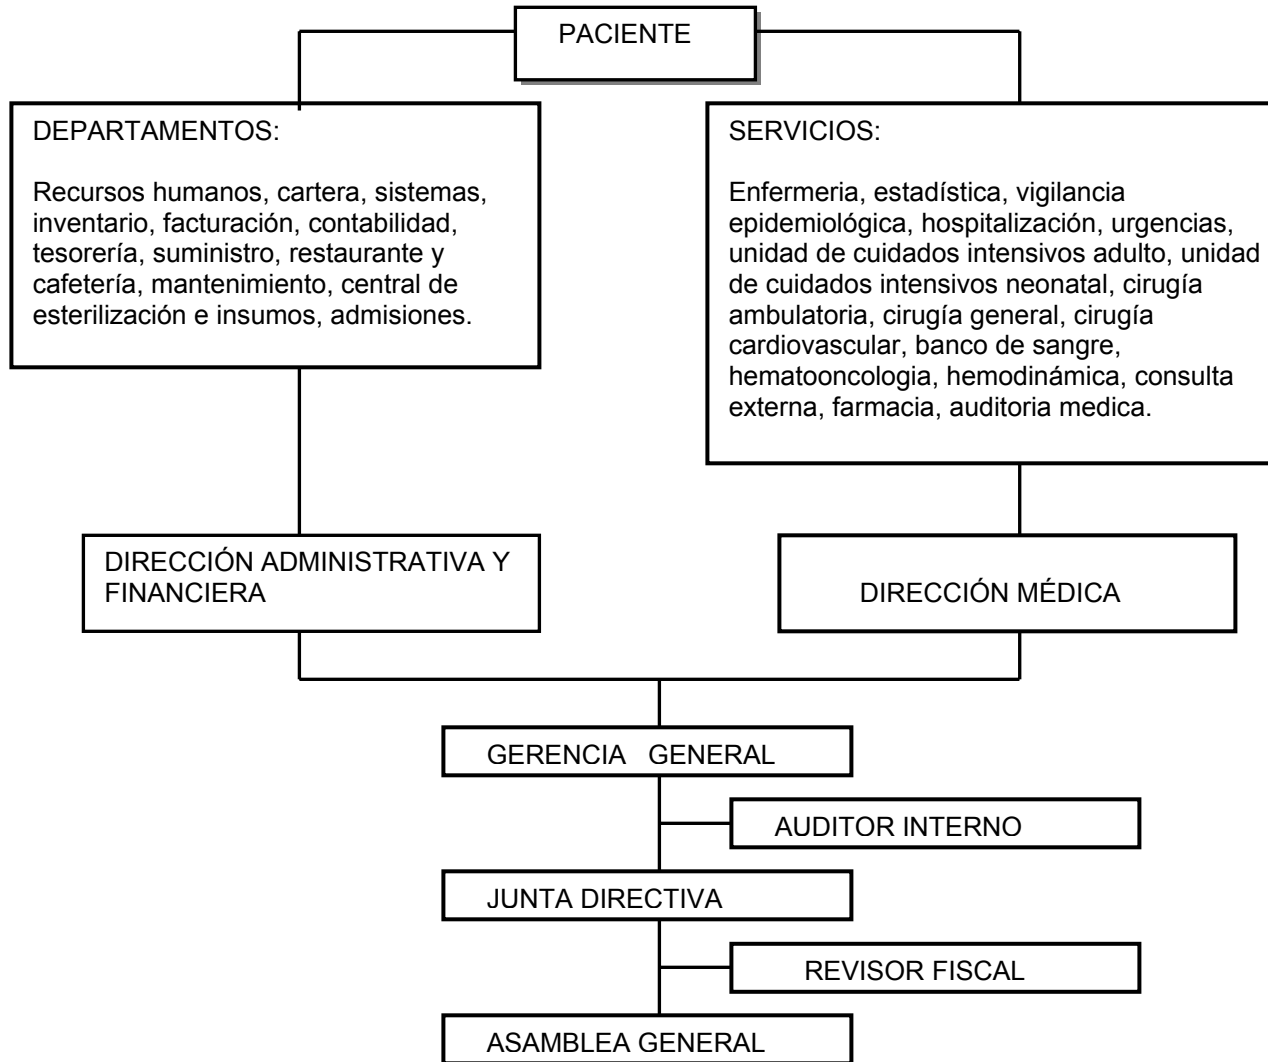 PACIENTE
DEPARTAMENTOS:
Recursos humanos, cartera, sistemas,
inventario, facturación, contabilidad,
tesorería, suministro, restaurante y
cafetería, mantenimiento, central de
esterilización e insumos, admisiones.
SERVICIOS:
Enfermeria, estadística, vigilancia
epidemiológica, hospitalización, urgencias,
unidad de cuidados intensivos adulto, unidad
de cuidados intensivos neonatal, cirugía
ambulatoria, cirugía general, cirugía
cardiovascular, banco de sangre,
hematooncologia, hemodinámica, consulta
externa, farmacia, auditoria medica.
DIRECCIÓN ADMINISTRATIVA Y
FINANCIERA
DIRECCIÓN MÉDICA
GERENCIA GENERAL
AUDITOR INTERNO
JUNTA DIRECTIVA
REVISOR FISCAL
ASAMBLEA GENERAL